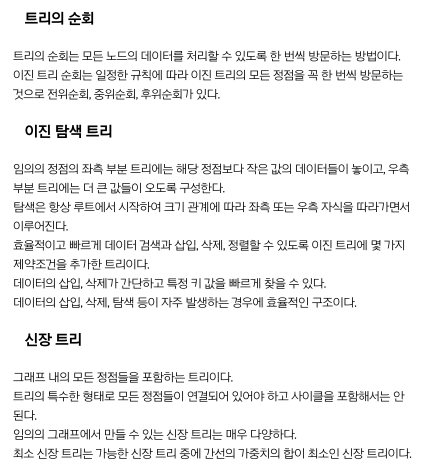 트리의 순회
트리의 순회는 모든 노드의 데이터를 처리할 수 있도록 한 번씩 방문하는 방법이다.
이진 트리 순회는 일정한 규칙에 따라 이진 트리의 모든 정점을 꼭 한 번씩 방문하는
것으로 전위순회, 중위순회, 후위순회가 있다.
이진 탐색 트리
임의의 정점의 좌측 부분 트리에는 해당 정점보다 작은 값의 데이터들이 놓이고, 우측
부분 트리에는 더 큰 값들이 오도록 구성한다.
탐색은 항상 루트에서 시작하여 크기 관계에 따라 좌측 또는 우측 자식을 따라가면서
이루어진다.
효율적이고 빠르게 데이터 검색과 삽입, 삭제, 정렬할 수 있도록 이진 트리에 몇 가지
제약조건을 추가한 트리이다.
데이터의 삽입, 삭제가 간단하고 특정 키 값을 빠르게 찾을 수 있다.
데이터의 삽입, 삭제, 탐색 등이 자주 발생하는 경우에 효율적인 구조이다.
신장 트리
그래프 내의 모든 정점들을 포함하는 트리이다.
트리의 특수한 형태로 모든 정점들이 연결되어 있어야 하고 사이클을 포함해서는 안
된다.
임의의 그래프에서 만들 수 있는 신장 트리는 매우 다양하다.
최소 신장 트리는 가능한 신장 트리 중에 간선의 가중치의 합이 최소인 신장 트리이다.